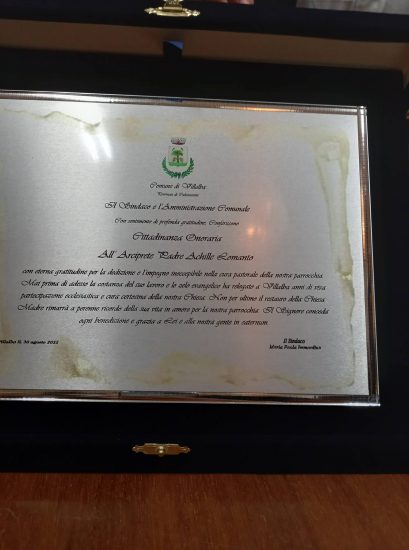 Comune di Villalba
Provincia di Caltanissetta
Il Sindaco e l'Amministrazione Comunale
Con sentimento di profonda gratitudine, Conferiscono
Cittadinanza Onoraria
All' Arciprete Padre Achille Lomanto
con eterna gratitudine per la dedizione e l'impegno ineccepibile nella cura pastorale della nostra parrocchia.
Mai prima di adesso la costanza del suo lavoro e lo zelo evangelico ha relegato a Villalba anni di viva
partecipazione ecclesiastica e cura certosina della nostra Chiesa. Non per ultimo il restauro della Chiesa
Madre rimarrà a perenne ricordo della sua vita in amore per la nostra parrocchia. Il Signore conceda
ogni benedizione e grazia a Lei e alla nostra gente in aeternum.
Villalba lì, 30 agosto 2022
Il Sindaco
Maria Paola